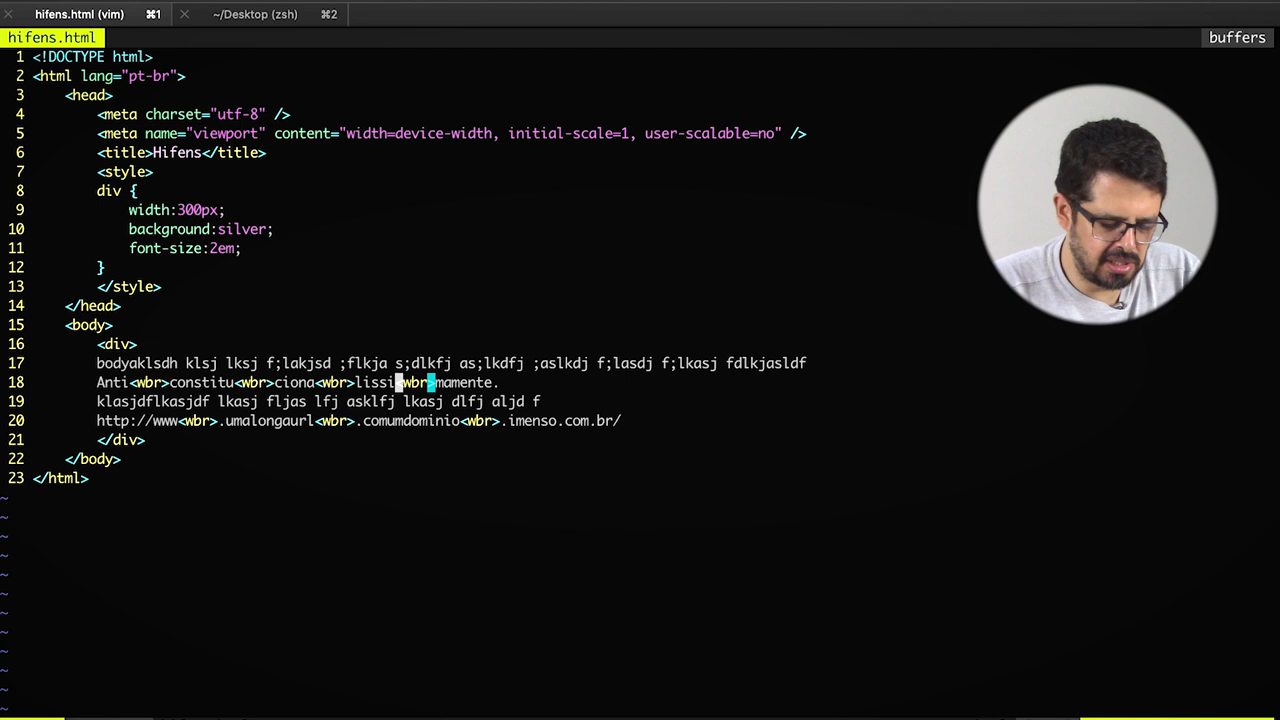 hifens.html (vim) ⌘1 ~/Desktop (zsh) ⌘2
hifens.html buffers
1 <!DOCTYPE html>
2 <html lang="pt-br">
3 <head>
4 <meta charset="utf-8" />
5 <meta name="viewport" content="width=device-width, initial-scale=1, user-scalable=no" />
6 <title>Hifens</title>
7 <style>
8 div {
9 width:300px;
10 background:silver;
11 font-size:2em;
12 }
13 </style>
14 </head>
15 <body>
16 <div>
17 bodyaklsdh klsj lksj f;lakjsd ;flkja s;dlkfj as;lkdfj ;aslkdj f;lasdj f;lkasj fdlkjasldf
18 Anti<wbr>constitu<wbr>ciona<wbr>lissi<wbr>mamente.
19 klasjdflkasjdf lkasj fljas lfj asklfj lkasj dlfj aljd f
20 http://www<wbr>.umalongaurl<wbr>.comumdominio<wbr>.imenso.com.br/
21 </div>
22 </body>
23 </html>
~
~
~
~
~
~
~
~
~
~
~
~